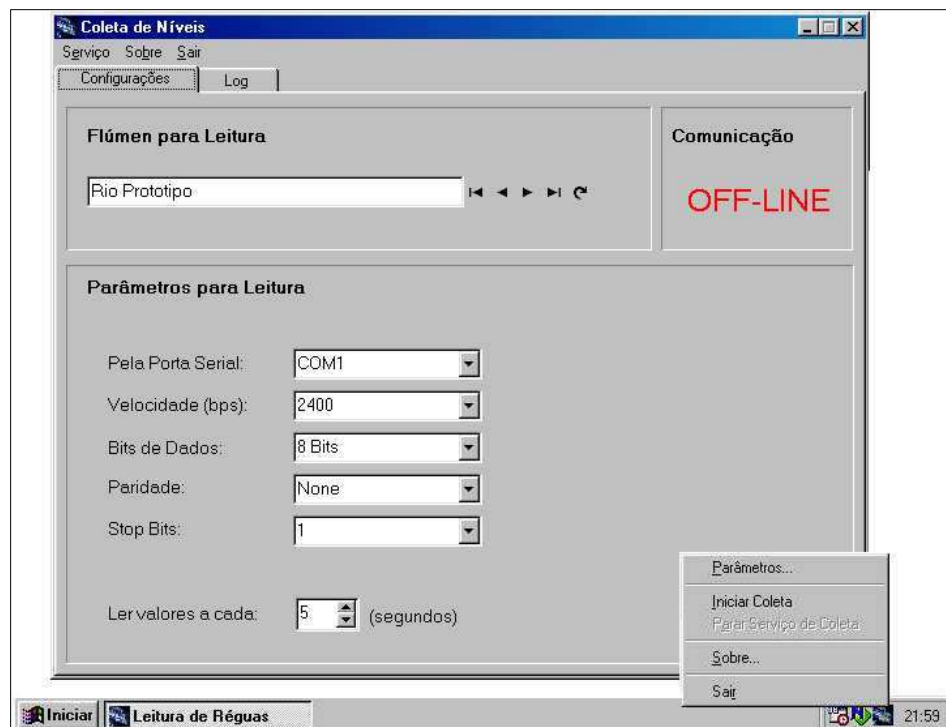 Coleta de Níveis
Serviço Sobre Sair
Configurações Log
Flúmen para Leitura
Rio Prototipo
Comunicação
OFF-LINE
Parâmetros para Leitura
Pela Porta Serial: COM1
Velocidade (bps): 2400
Bits de Dados: 8 Bits
Paridade: None
Stop Bits: 1
Ler valores a cada: 5 (segundos)
Parâmetros...
Iniciar Coleta
Parar Serviço de Coleta
Sobre...
Sair
Iniciar Leitura de Réguas 21:59